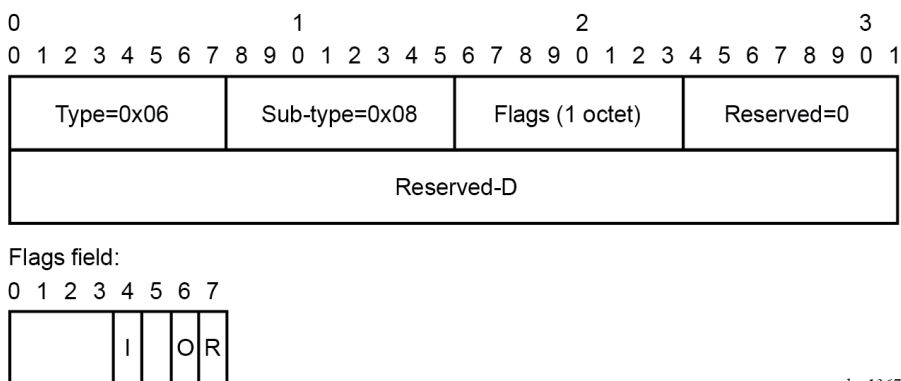 0 1 2 3
0 1 2 3 4 5 6 7 8 9 0 1 2 3 4 5 6 7 8 9 0 1 2 3 4 5 6 7 8 9 0 1
Type=0x06 Sub-type=0x08 Flags (1 octet) Reserved=0
Reserved-D
Flags field:
0 1 2 3 4 5 6 7
I O R